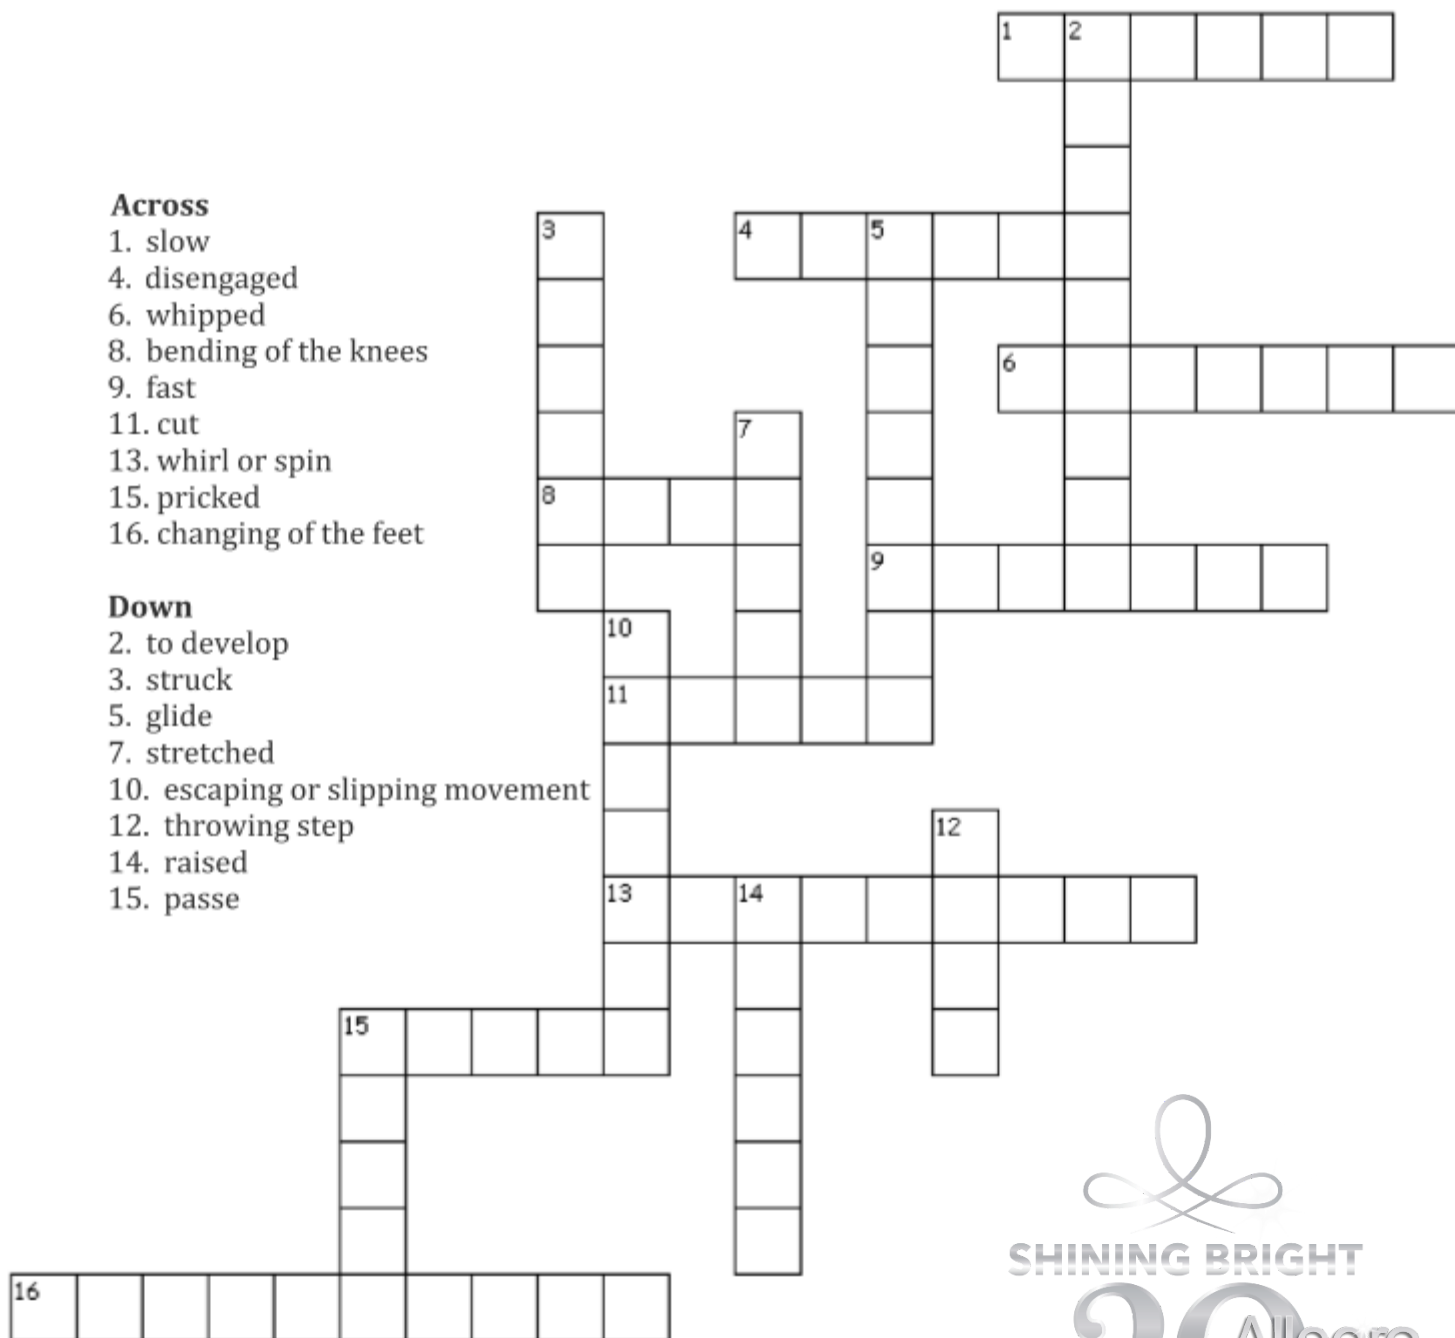 1 2
Across
1. slow
4. disengaged
6. whipped
8. bending of the knees
9. fast
11. cut
13. whirl or spin
15. pricked
16. changing of the feet
Down
2. to develop
3. struck
5. glide
7. stretched
10. escaping or slipping movement
12. throwing step
14. raised
15. passe
3 4 5
6
7
8
9
10
11
12
13 14
15
16
SHINING BRIGHT